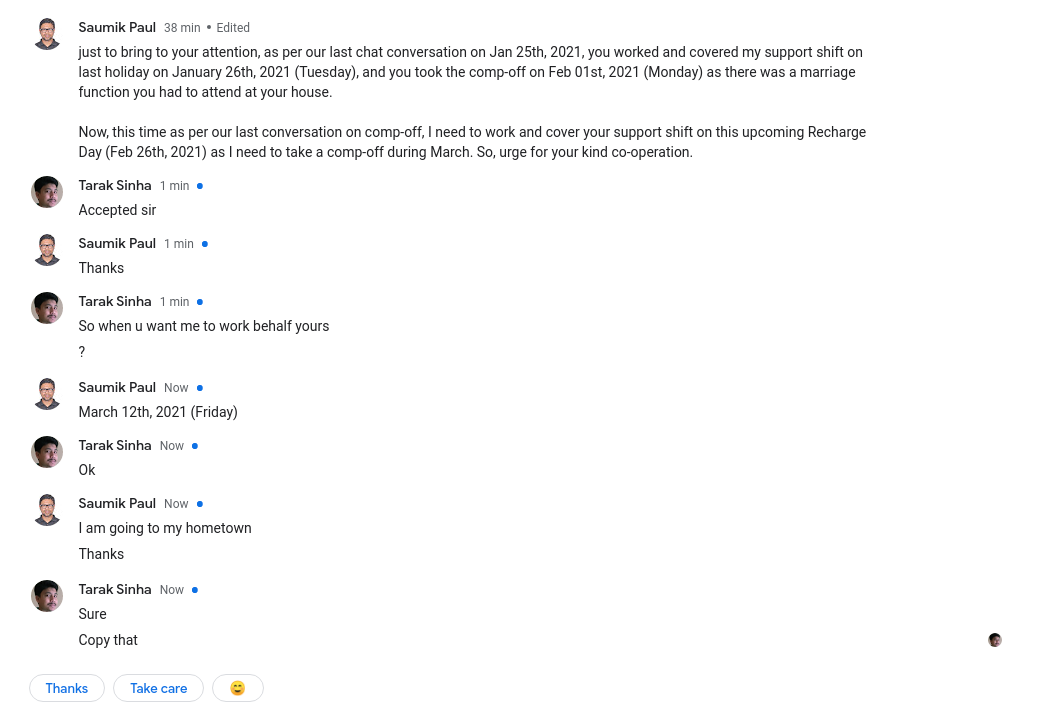 Saumik Paul 38 min • Edited
just to bring to your attention, as per our last chat conversation on Jan 25th, 2021, you worked and covered my support shift on
last holiday on January 26th, 2021 (Tuesday), and you took the comp-off on Feb 01st, 2021 (Monday) as there was a marriage
function you had to attend at your house.
Now, this time as per our last conversation on comp-off, I need to work and cover your support shift on this upcoming Recharge
Day (Feb 26th, 2021) as I need to take a comp-off during March. So, urge for your kind co-operation.
Tarak Sinha 1 min
Accepted sir
Saumik Paul 1 min
Thanks
Tarak Sinha 1 min
So when u want me to work behalf yours
?
Saumik Paul Now
March 12th, 2021 (Friday)
Tarak Sinha Now
Ok
Saumik Paul Now
I am going to my hometown
Thanks
Tarak Sinha Now
Sure
Copy that
Thanks Take care